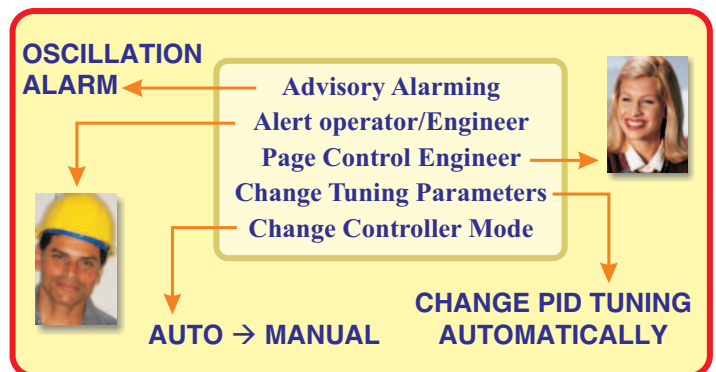 OSCILLATION
ALARM
Advisory Alarming
Alert operator/Engineer
Page Control Engineer
Change Tuning Parameters
Change Controller Mode
AUTO → MANUAL
CHANGE PID TUNING
AUTOMATICALLY